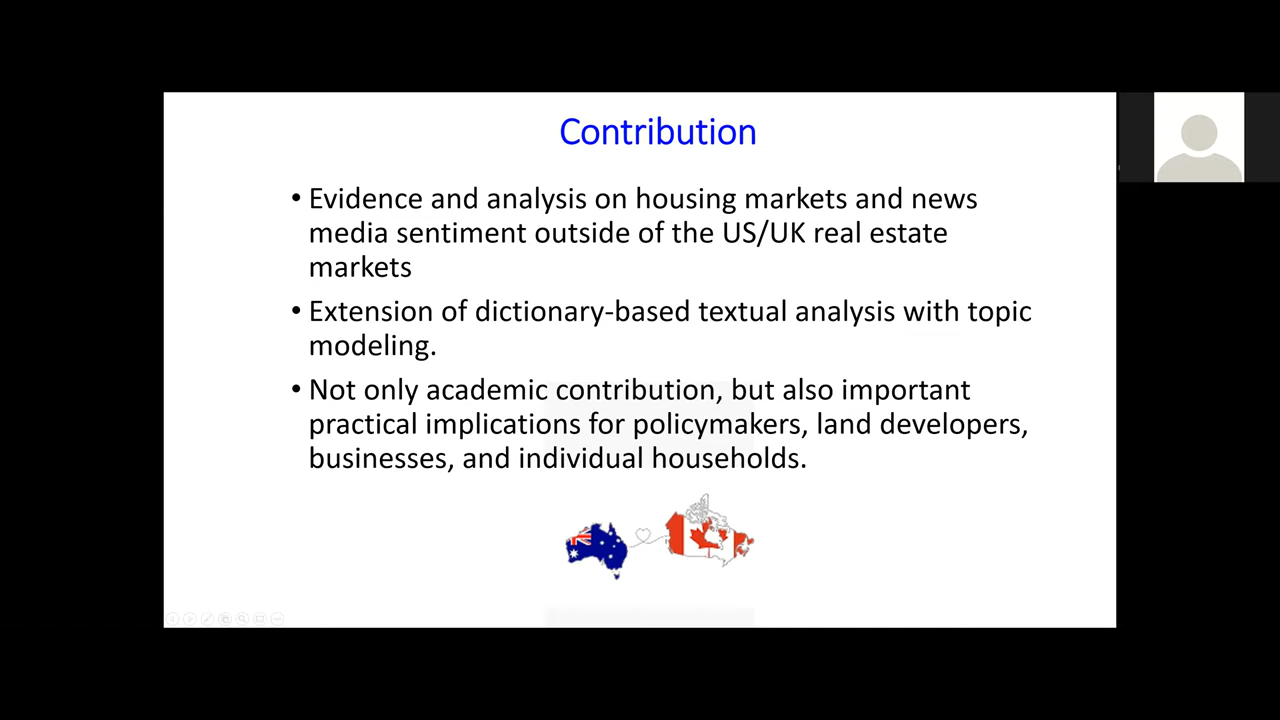 Contribution
• Evidence and analysis on housing markets and news
media sentiment outside of the US/UK real estate
markets
• Extension of dictionary-based textual analysis with topic
modeling.
• Not only academic contribution, but also important
practical implications for policymakers, land developers,
businesses, and individual households.